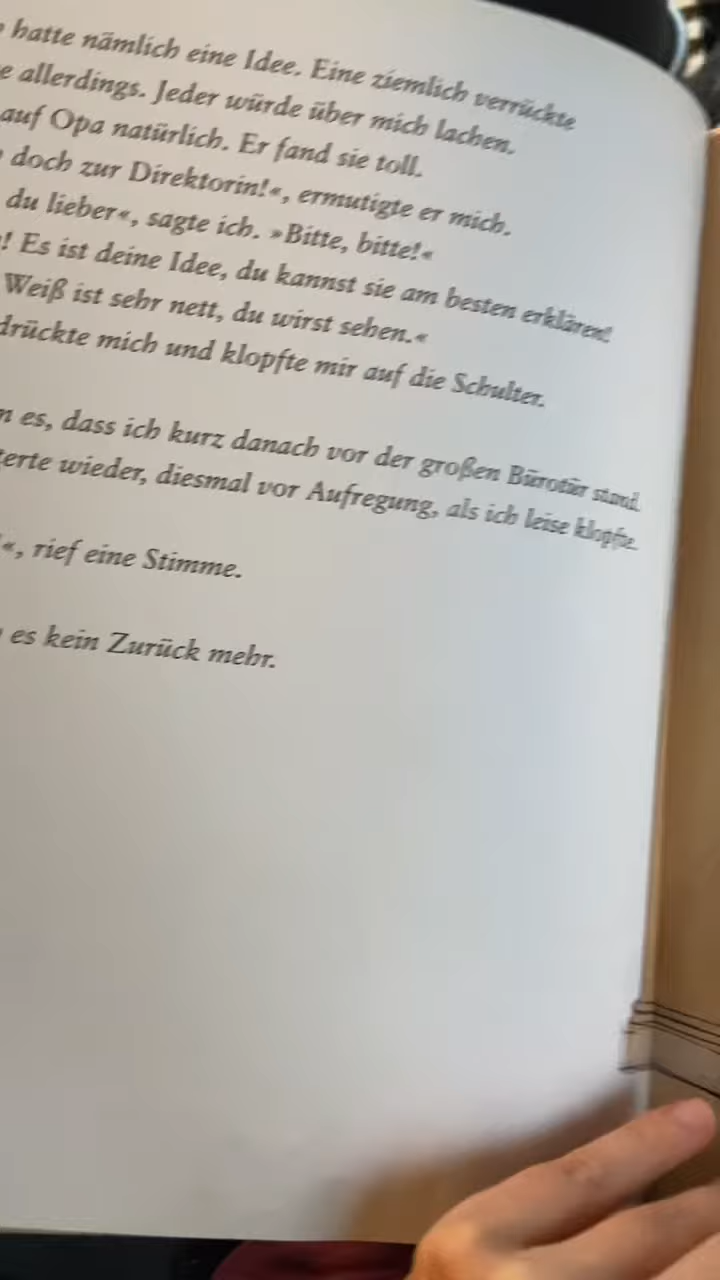 hatte nämlich eine Idee. Eine ziemlich verrückte
allerdings. Jeder würde über mich lachen.
auf Opa natürlich. Er fand sie toll.
doch zur Direktorin!«, ermutigte er mich.
du lieber«, sagte ich. »Bitte, bitte!«
! Es ist deine Idee, du kannst sie am besten erklären!
Weiß ist sehr nett, du wirst sehen.«
drückte mich und klopfte mir auf die Schulter.
es, dass ich kurz danach vor der großen Bürotür stand.
terte wieder, diesmal vor Aufregung, als ich leise klopfte.
«, rief eine Stimme.
es kein Zurück mehr.